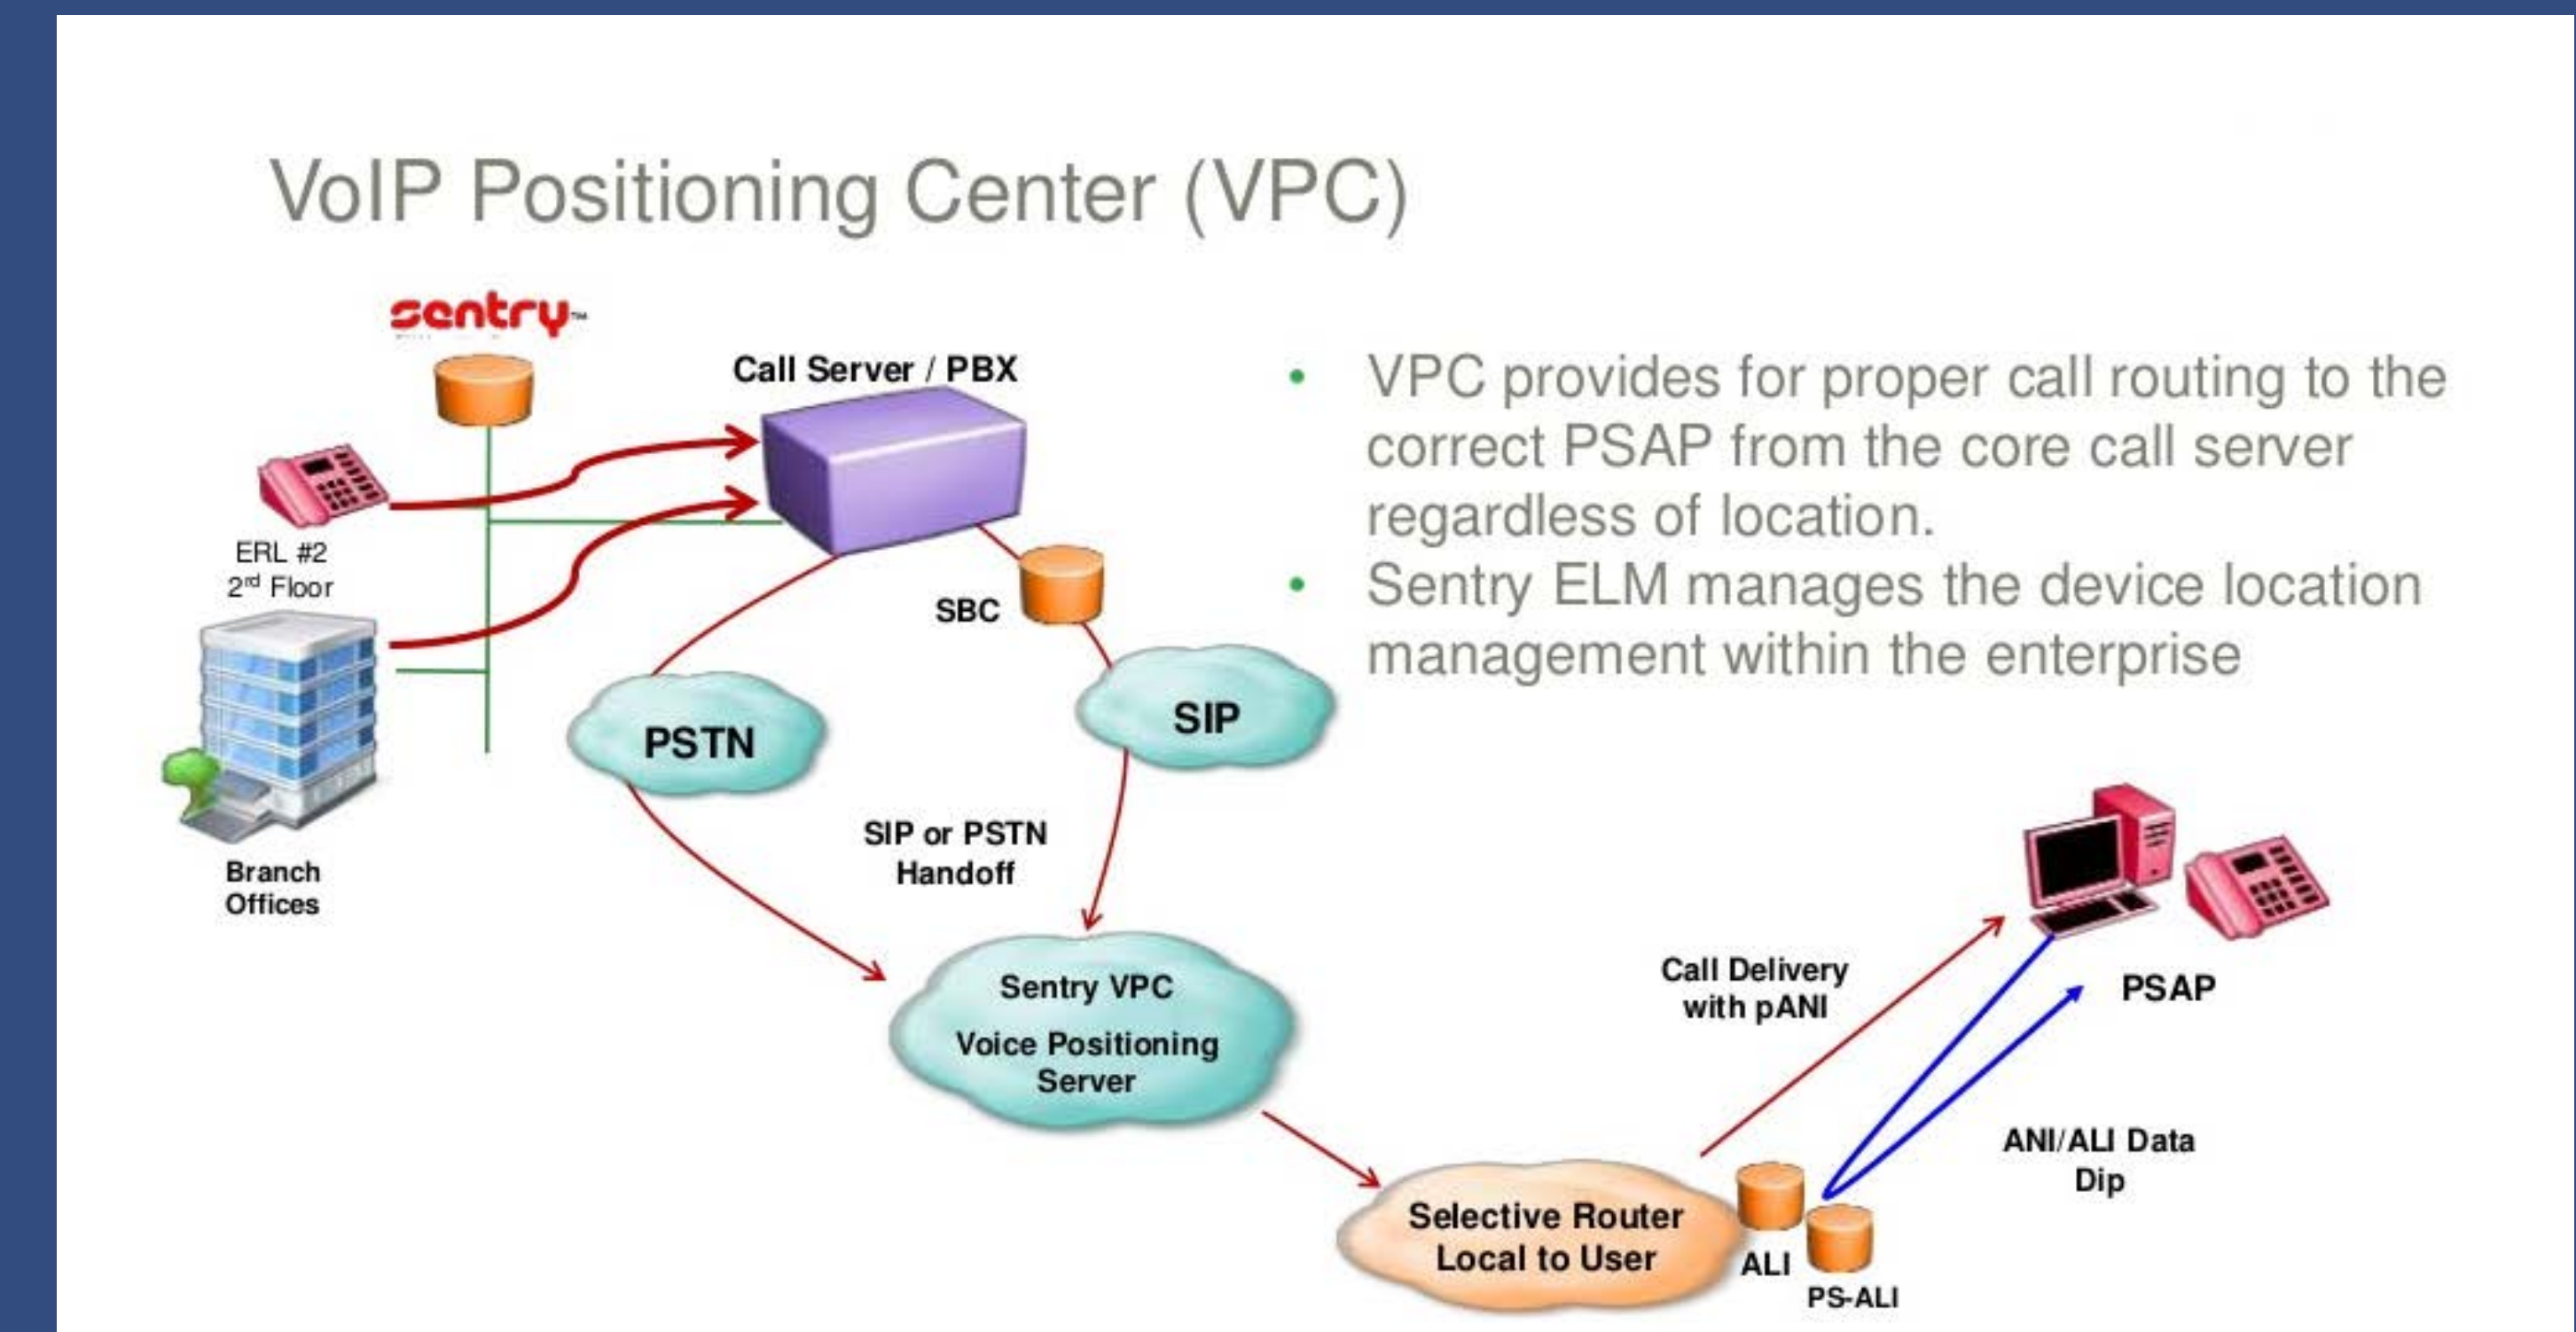 VoIP Positioning Center (VPC)
sentry™
Call Server / PBX
ERL #2
2rd Floor
Branch
Offices
SBC
PSTN
SIP
SIP or PSTN
Handoff
Sentry VPC
Voice Positioning
Server
• VPC provides for proper call routing to the
correct PSAP from the core call server
regardless of location.
• Sentry ELM manages the device location
management within the enterprise
Call Delivery
with pANI
PSAP
ANI/ALI Data
Dip
Selective Router
Local to User
ALI
PS-ALI